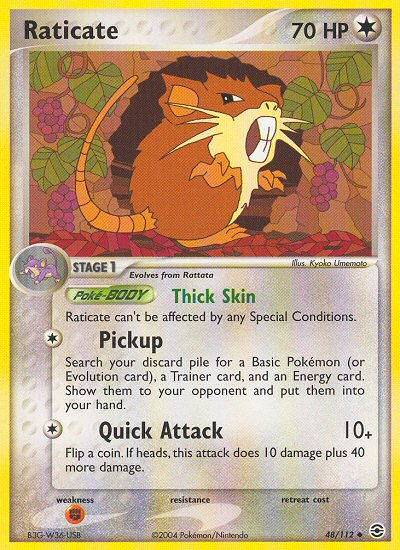 Raticate 70 HP
Illus. Kyoko Umemoto
STAGE 1
Evolves from Rattata
Poké-BODY Thick Skin
Raticate can't be affected by any Special Conditions.
Pickup
Search your discard pile for a Basic Pokémon (or
Evolution card), a Trainer card, and an Energy card.
Show them to your opponent and put them into
your hand.
Quick Attack 10+
Flip a coin. If heads, this attack does 10 damage plus 40
more damage.
weakness resistance retreat cost
B3G-W36-USB ©2004 Pokémon/Nintendo 48/112